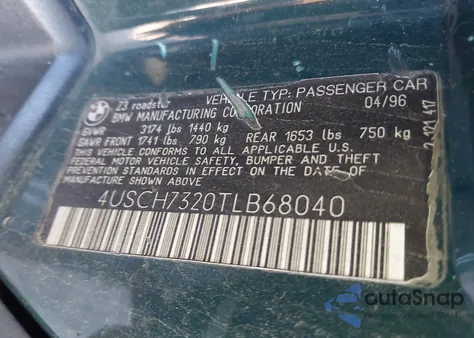 Z3 roadster VEHICLE TYP: PASSENGER CAR
BMW MANUFACTURING CORPORATION 04/96
GVWR 3174 lbs 1440 kg
GAWR FRONT 1741 lbs 790 kg REAR 1653 lbs 750 kg
THIS VEHICLE CONFORMS TO ALL APPLICABLE U.S.
FEDERAL MOTOR VEHICLE SAFETY, BUMPER AND THEFT
PREVENTION STANDARDS IN EFFECT ON THE DATE OF
MANUFACTURE SHOWN ABOVE.
4USCH7320TLB68040
autoSnap